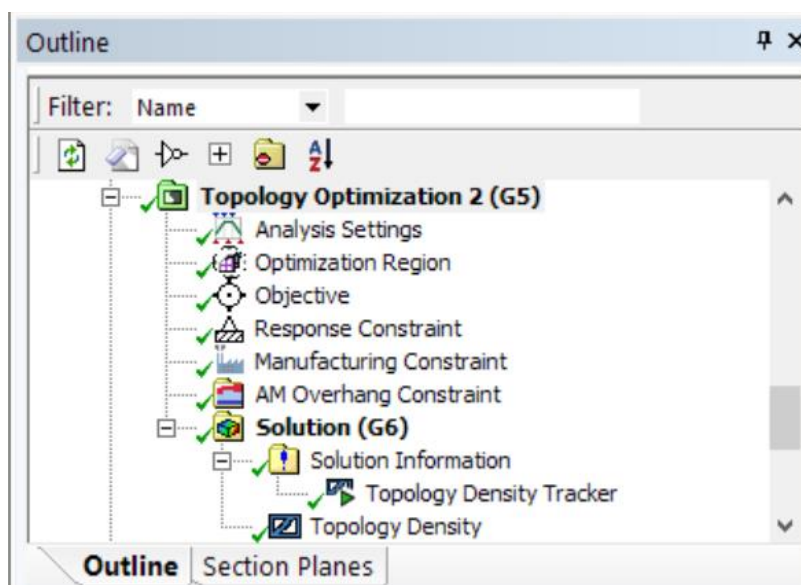 Outline
Filter: Name
A
Z
Topology Optimization 2 (G5)
Analysis Settings
Optimization Region
Objective
Response Constraint
Manufacturing Constraint
AM Overhang Constraint
Solution (G6)
Solution Information
Topology Density Tracker
Topology Density
Outline Section Planes